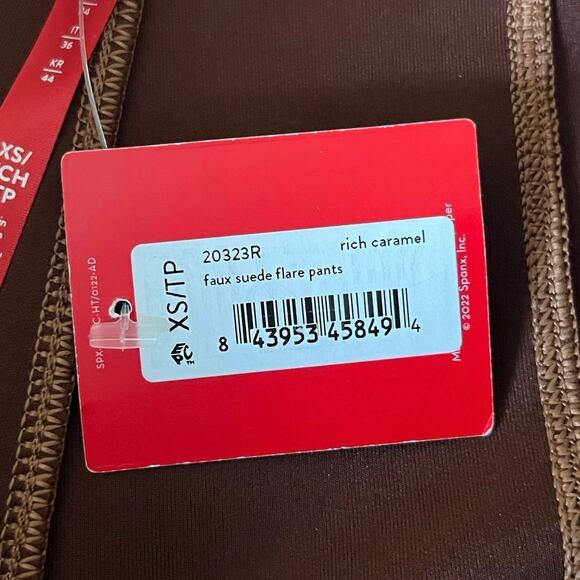 IT
36
KR
44
XS/
TP
20323R
rich caramel
faux suede flare pants
XS/TP
EPC™
8 43953 45849 4
© 2022 Spanx, Inc.